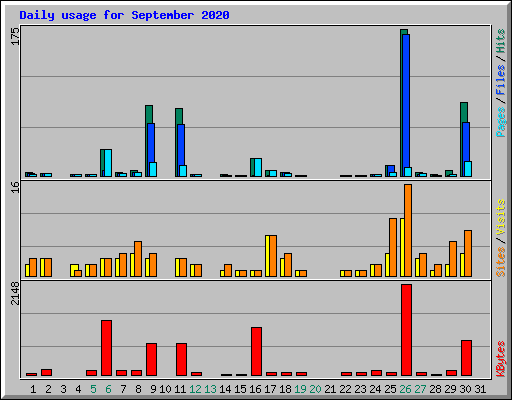 Daily usage for September 2020
175
Pages / Files / Hits
16
Sites / Visits
2148
KBytes
1 2 3 4 5 6 7 8 9 10 11 12 13 14 15 16 17 18 19 20 21 22 23 24 25 26 27 28 29 30 31